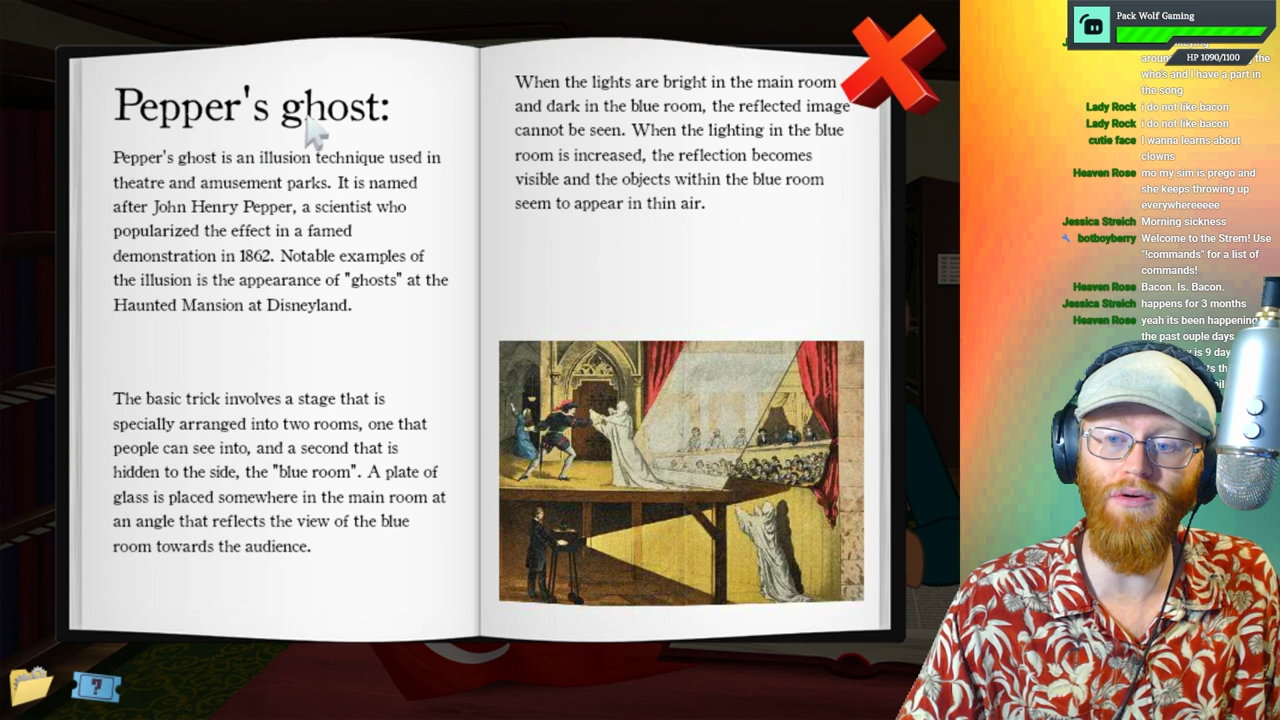 Pepper's ghost:
Pepper's ghost is an illusion technique used in
theatre and amusement parks. It is named
after John Henry Pepper, a scientist who
popularized the effect in a famed
demonstration in 1862. Notable examples of
the illusion is the appearance of "ghosts" at the
Haunted Mansion at Disneyland.
The basic trick involves a stage that is
specially arranged into two rooms, one that
people can see into, and a second that is
hidden to the side, the "blue room". A plate of
glass is placed somewhere in the main room at
an angle that reflects the view of the blue
room towards the audience.
When the lights are bright in the main room
and dark in the blue room, the reflected image
cannot be seen. When the lighting in the blue
room is increased, the reflection becomes
visible and the objects within the blue room
seem to appear in thin air.
?
Pack Wolf Gaming
HP 1090/1100
the
who's and I have a part in
the song
Lady Rock i do not like bacon
Lady Rock i do not like bacon
cutie face I wanna learns about
clowns
Heaven Rose mo my sim is prego and
she keeps throwing up
everywhereeeee
Jessica Streich Morning sickness
botboyberry Welcome to the Strem! Use
"!commands" for a list of
commands!
Heaven Rose Bacon. Is. Bacon.
Jessica Streich happens for 3 months
Heaven Rose yeah its been happening
the past ouple days
is 9 day